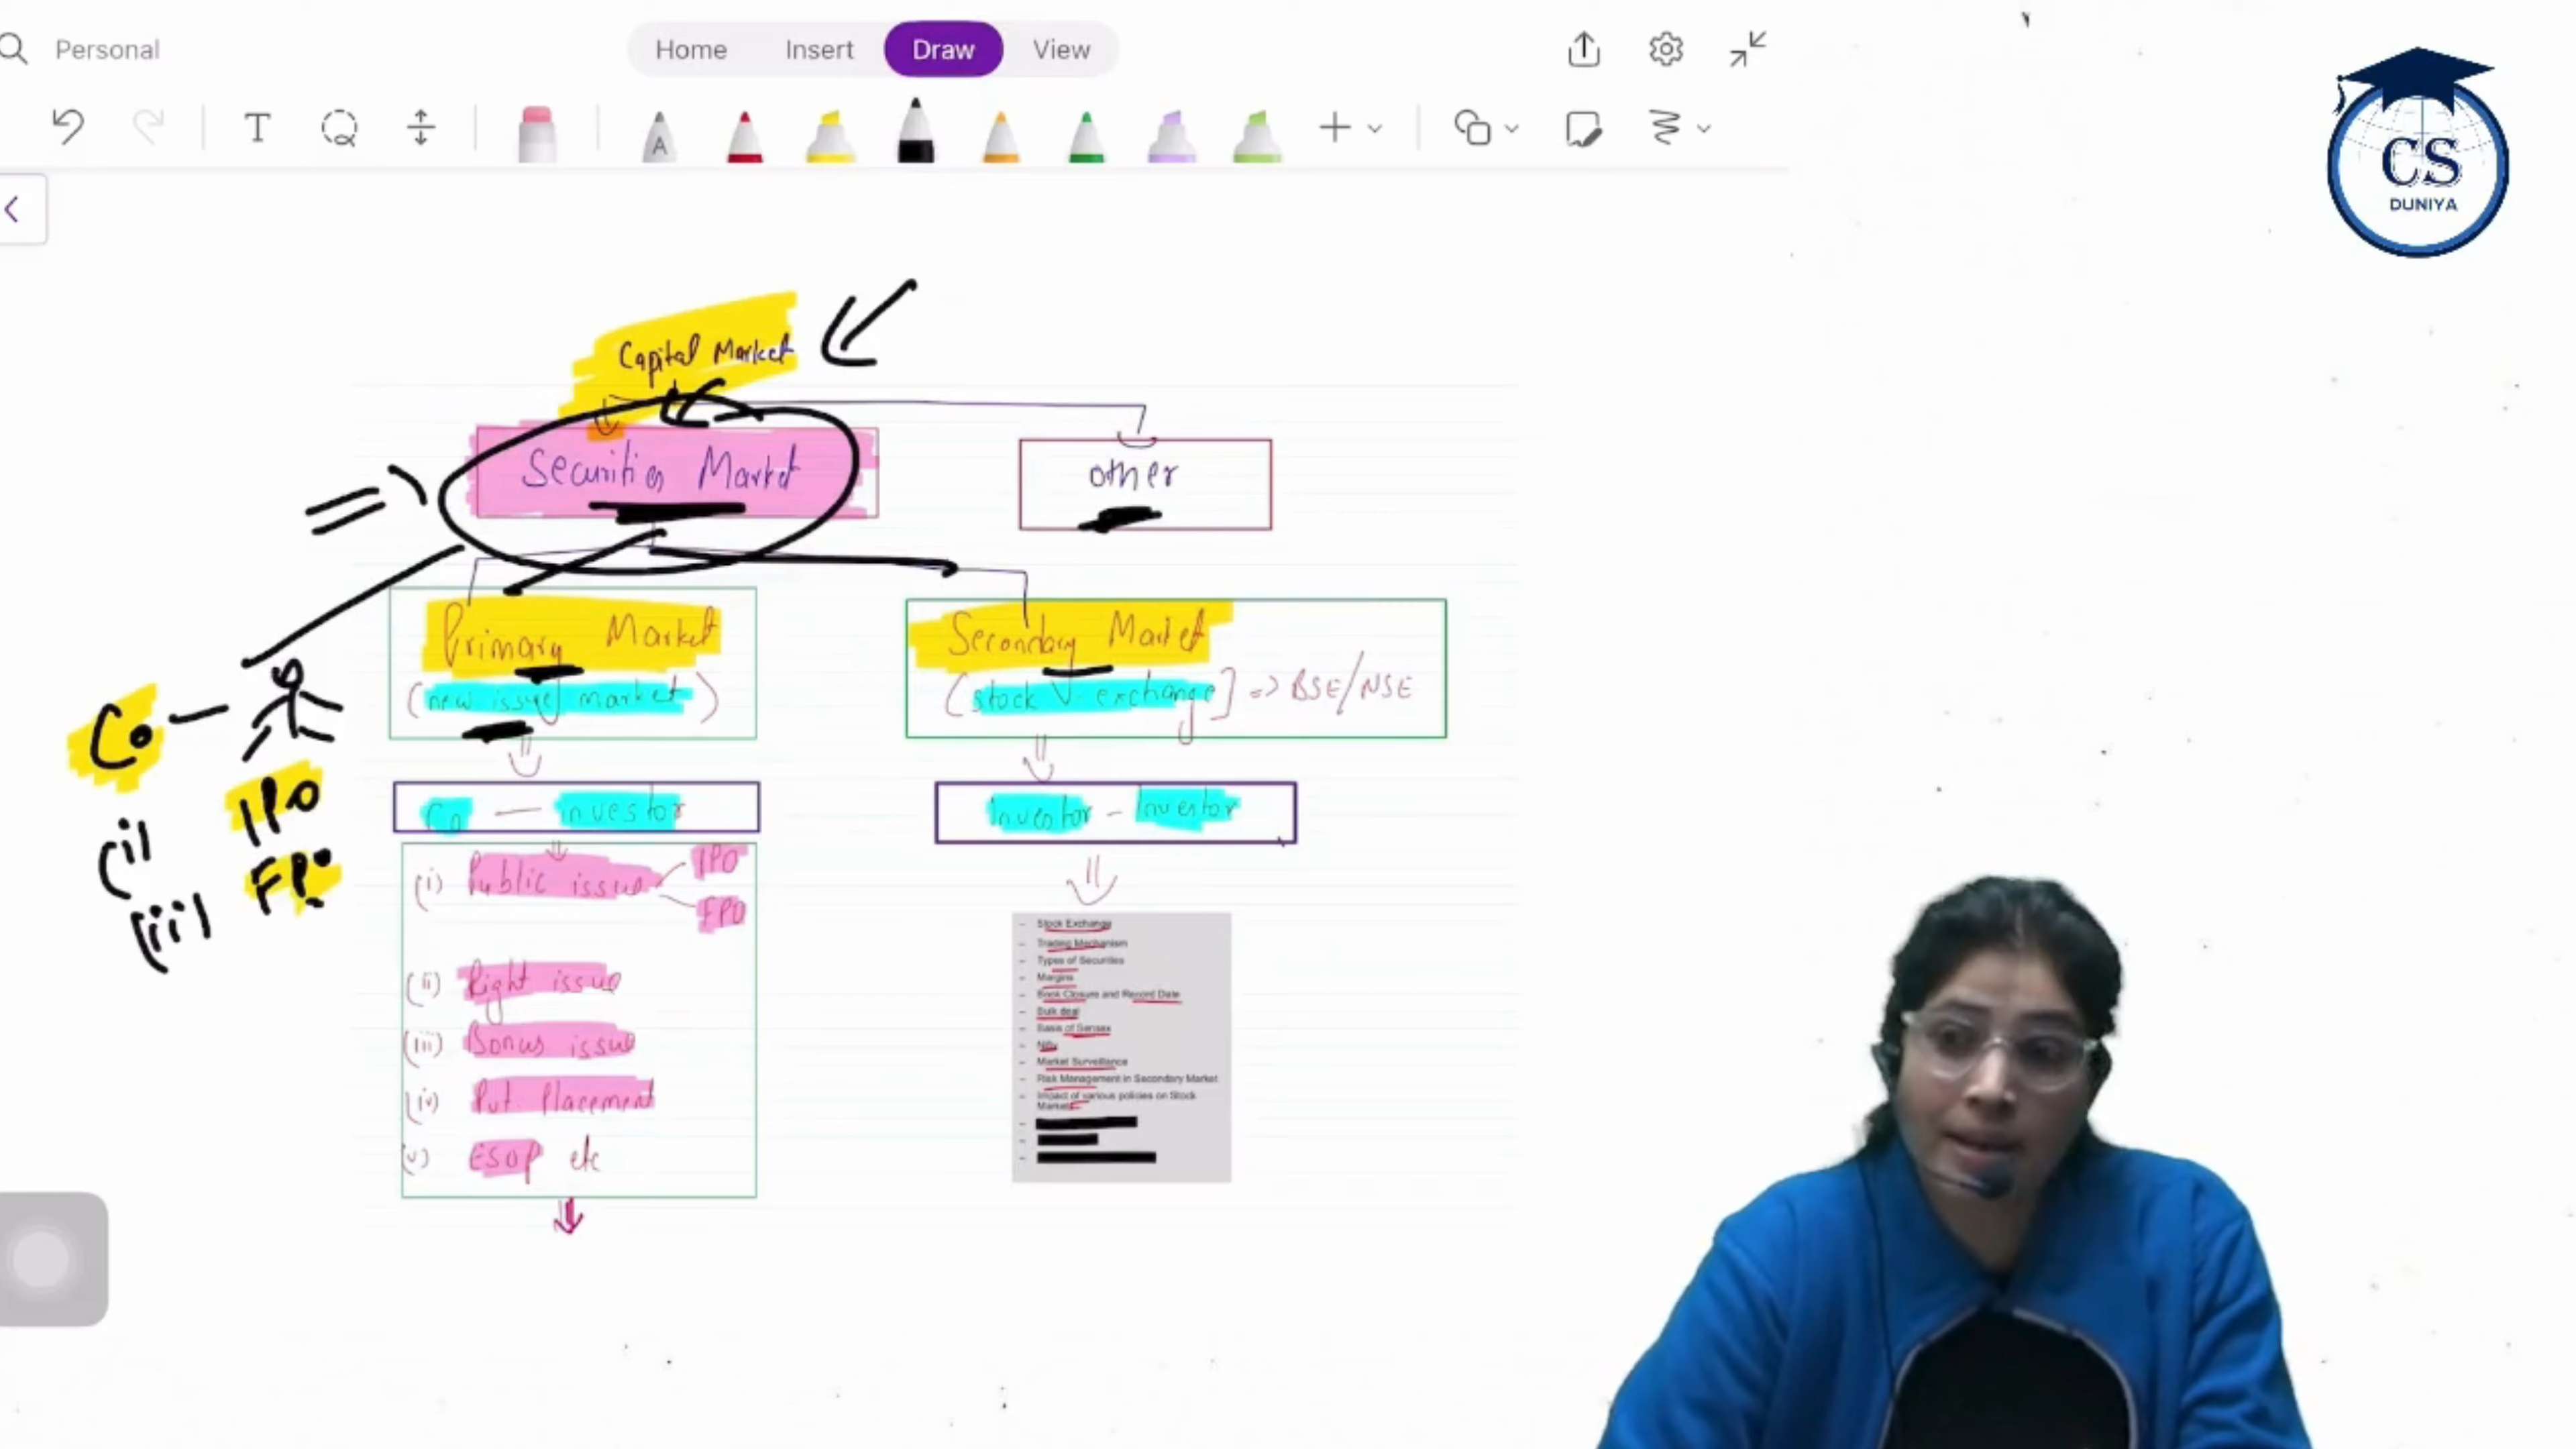 Personal
Home Insert Draw View
A
CS
DUNIYA
Capital Market
Securities Market
other
Primary Market
(new issue market)
Secondary Market
(stock exchange] => BSE/NSE
Co
IPO
(i)
FPO
(ii)
Co — investor
Investor - Investor
(i) Public issue
IPO
FPO
(ii) Right issue
(iii) Bonus issue
(iv) Pvt. Placement
(v) ESOP etc
- Stock Exchange
- Trading Mechanism
- Types of Securities
- Margins
- Book Closure and Record Date
- Bulk deal
- Basis of Sensex
- Nifty
- Market Surveillance
- Risk Management in Secondary Market
- Impact of various policies on Stock
Markets